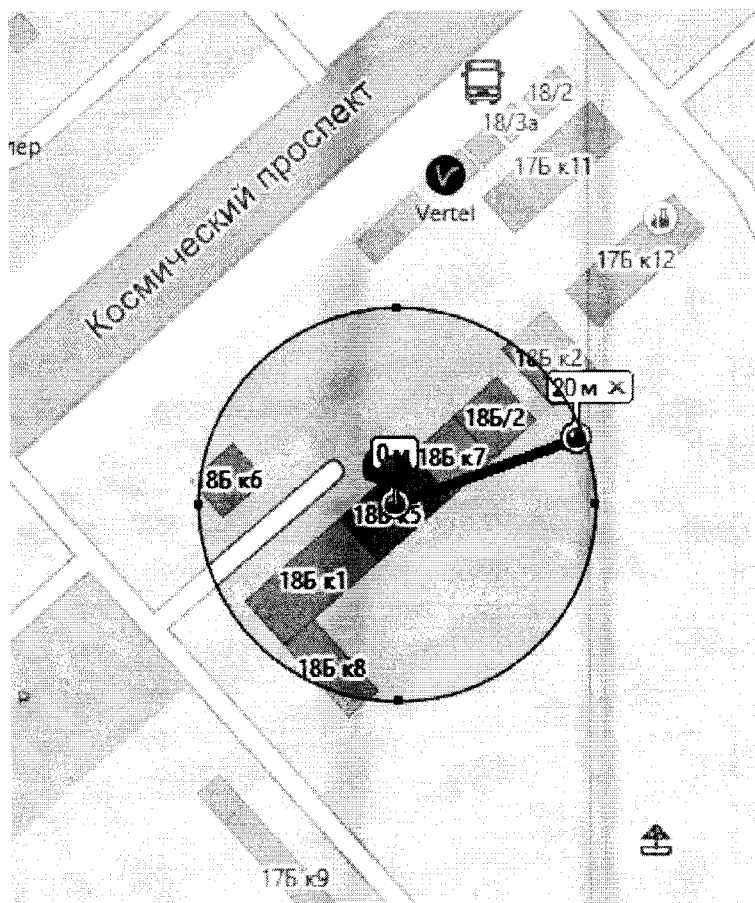 18/2
18/3а
лер
Космический проспект
17Б к11
Vertel
17Б к12
18Б к2
20 м ×
18Б/2
0 м
18Б к7
8Б к6
18Б к5
18Б к1
18Б к8
17Б к9